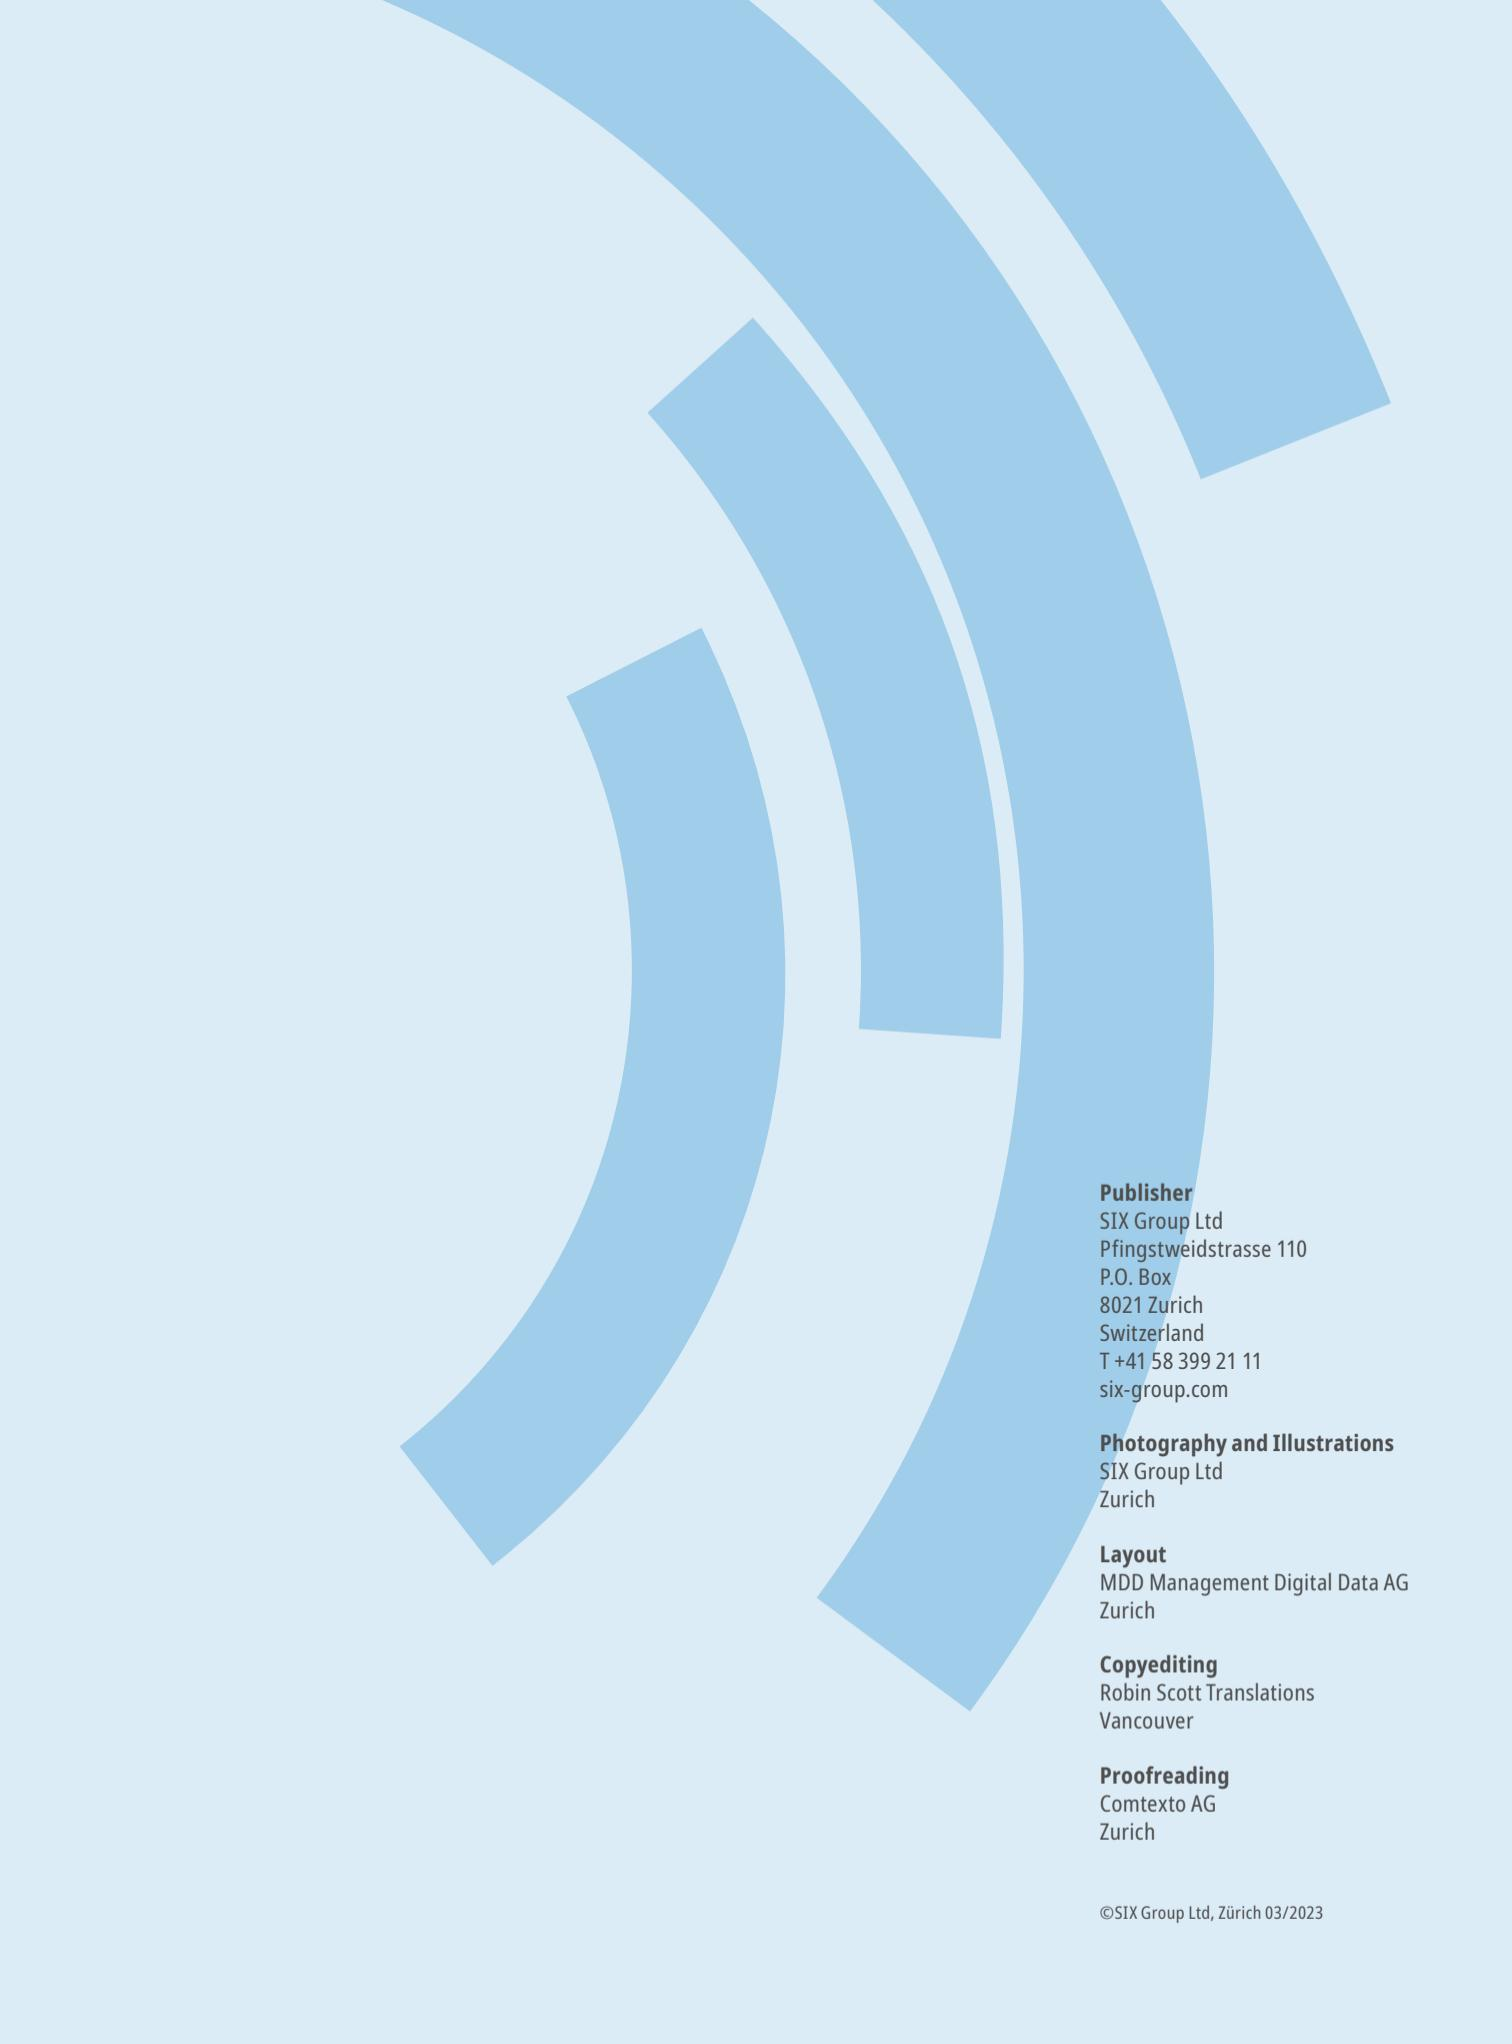 Publisher
SIX Group Ltd
Pfingstweidstrasse 110
P.O. Box
8021 Zurich
Switzerland
T +41 58 399 21 11
six-group.com
Photography and Illustrations
SIX Group Ltd
Zurich
Layout
MDD Management Digital Data AG
Zurich
Copyediting
Robin Scott Translations
Vancouver
Proofreading
Comtexto AG
Zurich
©SIX Group Ltd, Zürich 03/2023